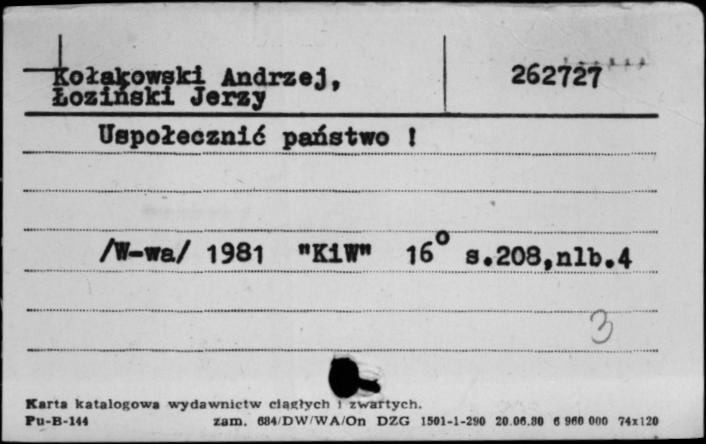 Kołakowski Andrzej, 262727
Łoziński Jerzy
Uspołecznić państwo !
/W-wa/ 1981 "KiW" 16° s.208,nlb.4
3
Karta katalogowa wydawnictw ciągłych i zwartych.
Pu-B-144 zam. 684/DW/WA/On DZG 1501-1-290 20.06.80 6 960 000 74x120